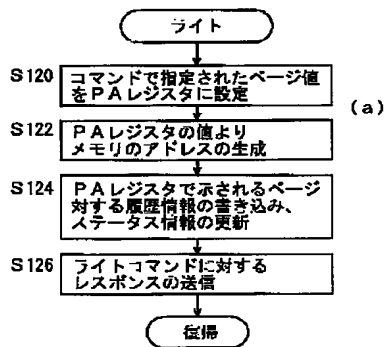 ライト
S120
コマンドで指定されたページ値
をPAレジスタに設定
(a)
S122
PAレジスタの値より
メモリのアドレスの生成
S124
PAレジスタで示されるページ
対する履歴情報の書き込み、
ステータス情報の更新
S126
ライトコマンドに対する
レスポンスの送信
復帰